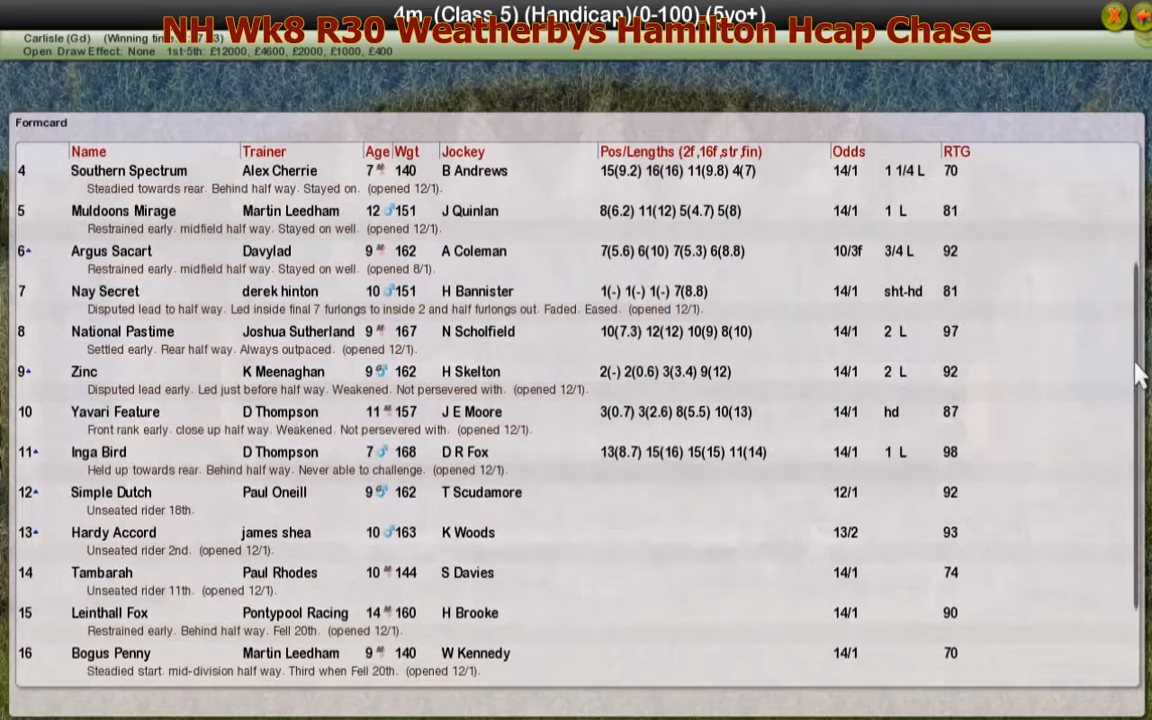 4m (Class 5) (Handicap)(0-100) (5yo+)
NH Wk8 R30 Weatherbys Hamilton Hcap Chase
Carlisle (Gd) (Winning time
Open Draw Effect: None 1st-5th: £12000, £4600, £2000, £1000, £400
Formcard
Name Trainer Age Wgt Jockey Pos/Lengths (2f,16f,str,fin) Odds RTG
4 Southern Spectrum Alex Cherrie 7 140 B Andrews 15(9.2) 16(16) 11(9.8) 4(7) 14/1 1 1/4 L 70
Steadied towards rear. Behind half way. Stayed on. (opened 12/1).
5 Muldoons Mirage Martin Leedham 12 151 J Quinlan 8(6.2) 11(12) 5(4.7) 5(8) 14/1 1 L 81
Restrained early. midfield half way. Stayed on well. (opened 12/1).
6 Argus Sacart Davylad 9 162 A Coleman 7(5.6) 6(10) 7(5.3) 6(8.8) 10/3f 3/4 L 92
Restrained early. midfield half way. Stayed on well. (opened 8/1).
7 Nay Secret derek hinton 10 151 H Bannister 1(-) 1(-) 1(-) 7(8.8) 14/1 sht-hd 81
Disputed lead to half way. Led inside final 7 furlongs to inside 2 and half furlongs out. Faded. Eased. (opened 12/1).
8 National Pastime Joshua Sutherland 9 167 N Scholfield 10(7.3) 12(12) 10(9) 8(10) 14/1 2 L 97
Settled early. Rear half way. Always outpaced. (opened 12/1).
9 Zinc K Meenaghan 9 162 H Skelton 2(-) 2(0.6) 3(3.4) 9(12) 14/1 2 L 92
Disputed lead early. Led just before half way. Weakened. Not persevered with. (opened 12/1).
10 Yavari Feature D Thompson 11 157 J E Moore 3(0.7) 3(2.6) 8(5.5) 10(13) 14/1 hd 87
Front rank early. close up half way. Weakened. Not persevered with. (opened 12/1).
11 Inga Bird D Thompson 7 168 D R Fox 13(8.7) 15(16) 15(15) 11(14) 14/1 1 L 98
Held up towards rear. Behind half way. Never able to challenge. (opened 12/1).
12 Simple Dutch Paul Oneill 9 162 T Scudamore 12/1 92
Unseated rider 18th.
13 Hardy Accord james shea 10 163 K Woods 13/2 93
Unseated rider 2nd. (opened 12/1).
14 Tambarah Paul Rhodes 10 144 S Davies 14/1 74
Unseated rider 11th. (opened 12/1).
15 Leinthall Fox Pontypool Racing 14 160 H Brooke 14/1 90
Restrained early. Behind half way. Fell 20th. (opened 12/1).
16 Bogus Penny Martin Leedham 9 140 W Kennedy 14/1 70
Steadied start. mid-division half way. Third when Fell 20th. (opened 12/1).